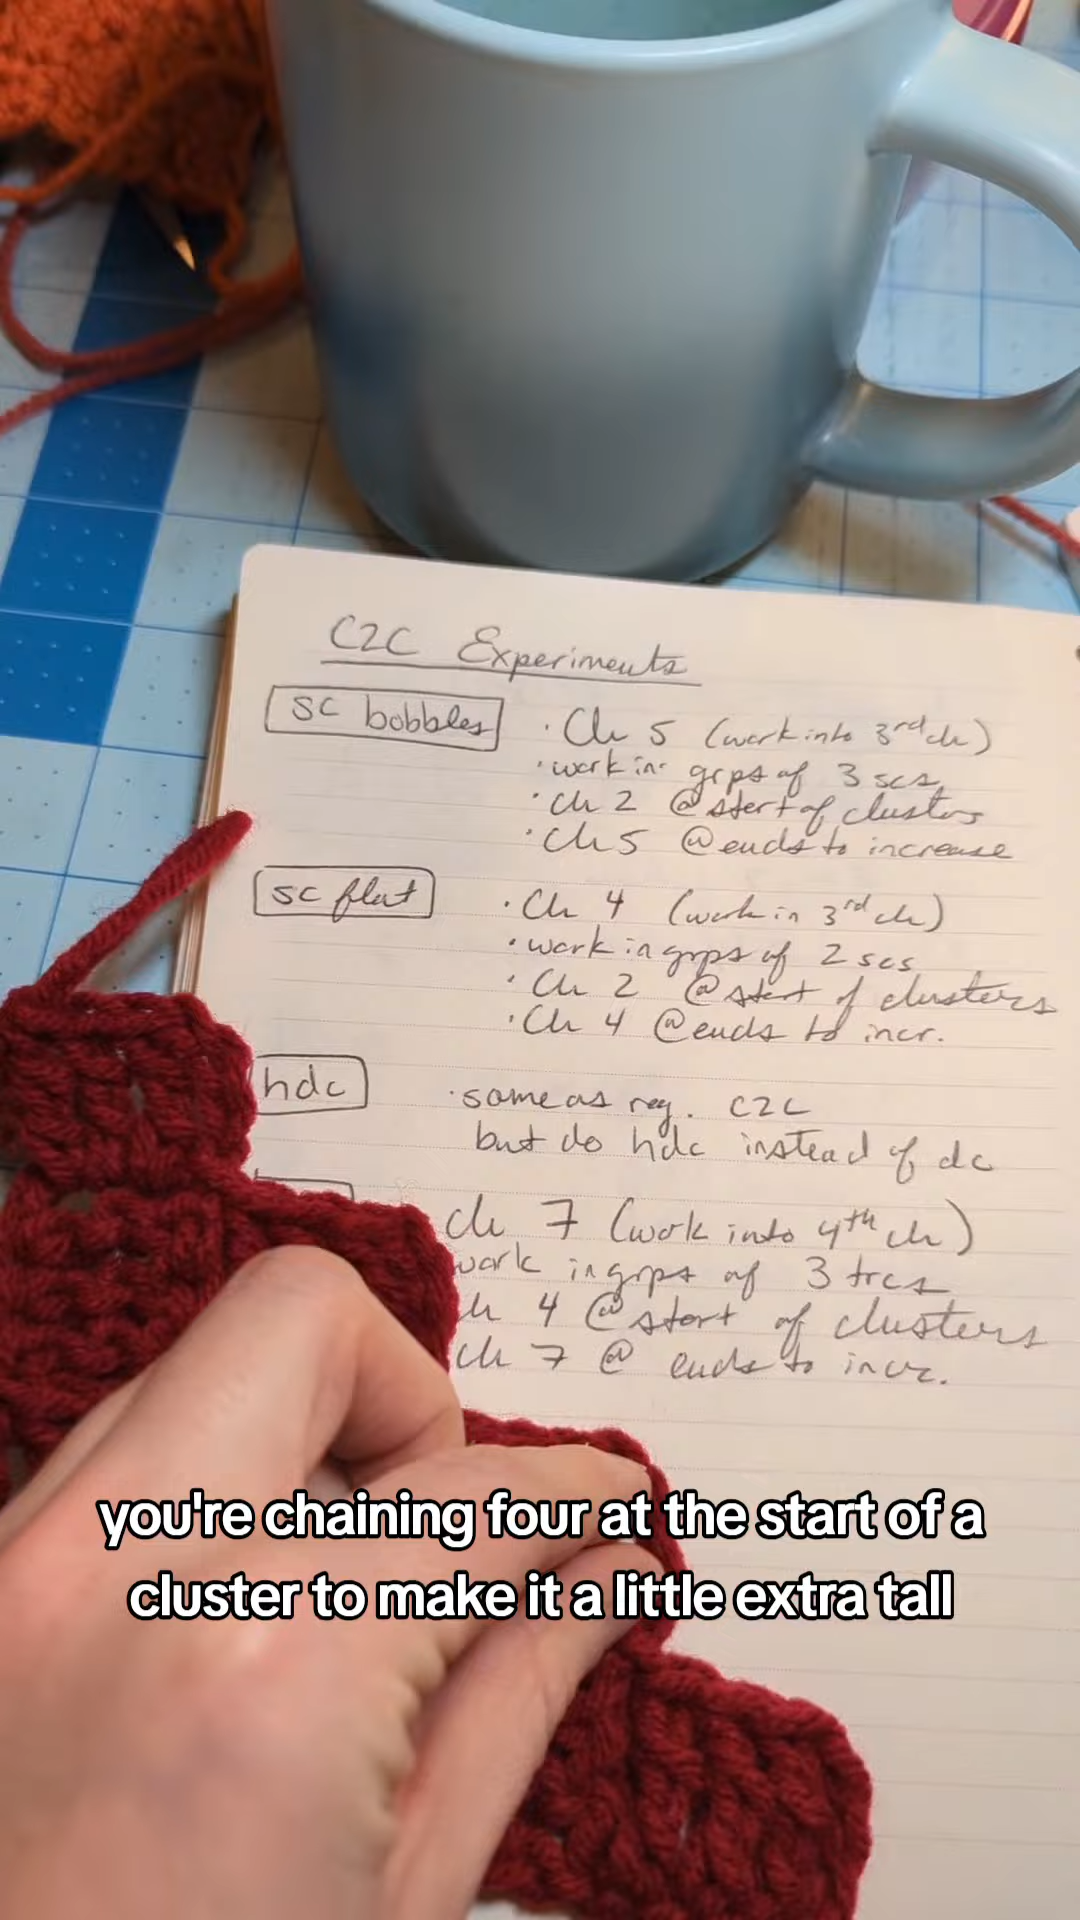 C2C Experiments
sc bobbles
· Ch 5 (work into 3rd ch)
· work in grps of 3 scs
· Ch 2 @ start of clusters
· Ch 5 @ ends to increase
sc flat
· Ch 4 (work in 3rd ch)
· work in grps of 2 scs
· Ch 2 @ start of clusters
· Ch 4 @ ends to incr.
hdc
· same as reg. C2C
but do hdc instead of dc
ch 7 (work into 4th ch)
work in grps of 3 trcs
4 @ start of clusters
ch 7 @ ends to incr.
you're chaining four at the start of a
cluster to make it a little extra tall